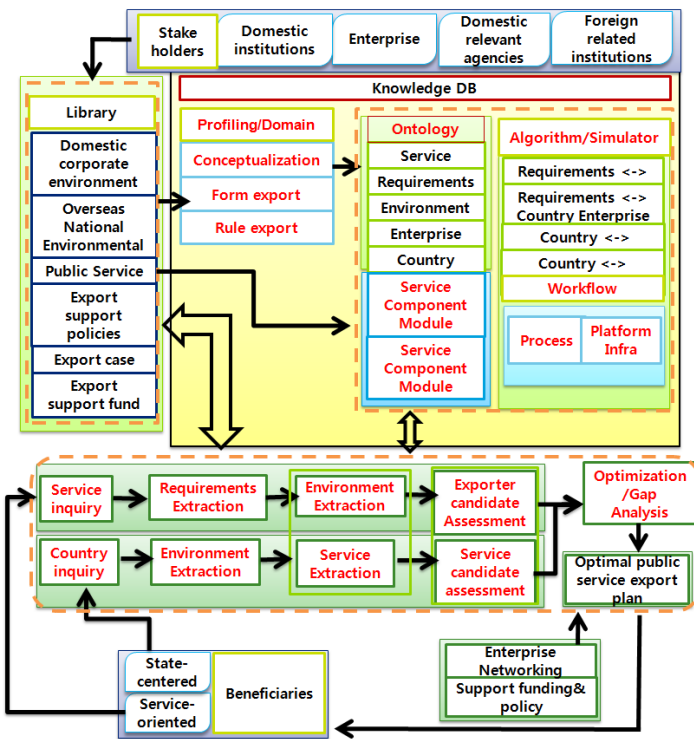 Stake
holders
Domestic
institutions
Enterprise
Domestic
relevant
agencies
Foreign
related
institutions
Knowledge DB
Library
Domestic
corporate
environment
Overseas
National
Environmental
Public Service
Export
support
policies
Export case
Export
support fund
Profiling/Domain
Conceptualization
Form export
Rule export
Ontology
Service
Requirements
Environment
Enterprise
Country
Service
Component
Module
Service
Component
Module
Algorithm/Simulator
Requirements <->
Requirements <->
Country Enterprise
Country <->
Country <->
Workflow
Process
Platform
Infra
Service
inquiry
Requirements
Extraction
Environment
Extraction
Exporter
candidate
Assessment
Optimization
/Gap
Analysis
Country
inquiry
Environment
Extraction
Service
Extraction
Service
candidate
assessment
Optimal public
service export
plan
State-
centered
Service-
oriented
Beneficiaries
Enterprise
Networking
Support funding&
policy